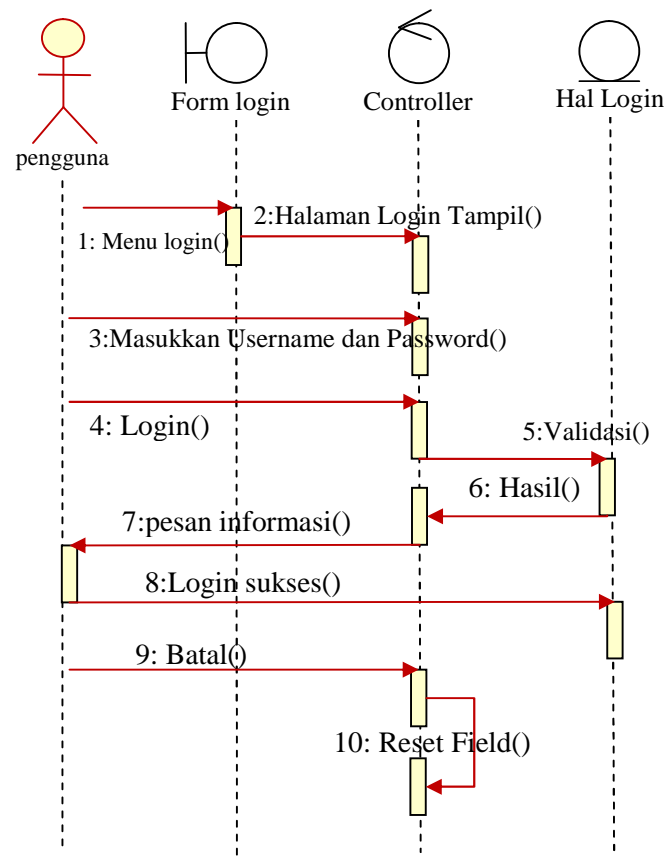 Form login
Controller
Hal Login
pengguna
2:Halaman Login Tampil()
1: Menu login()
3:Masukkan Username dan Password()
4: Login()
5:Validasi()
6: Hasil()
7:pesan informasi()
8:Login sukses()
9: Batal()
10: Reset Field()